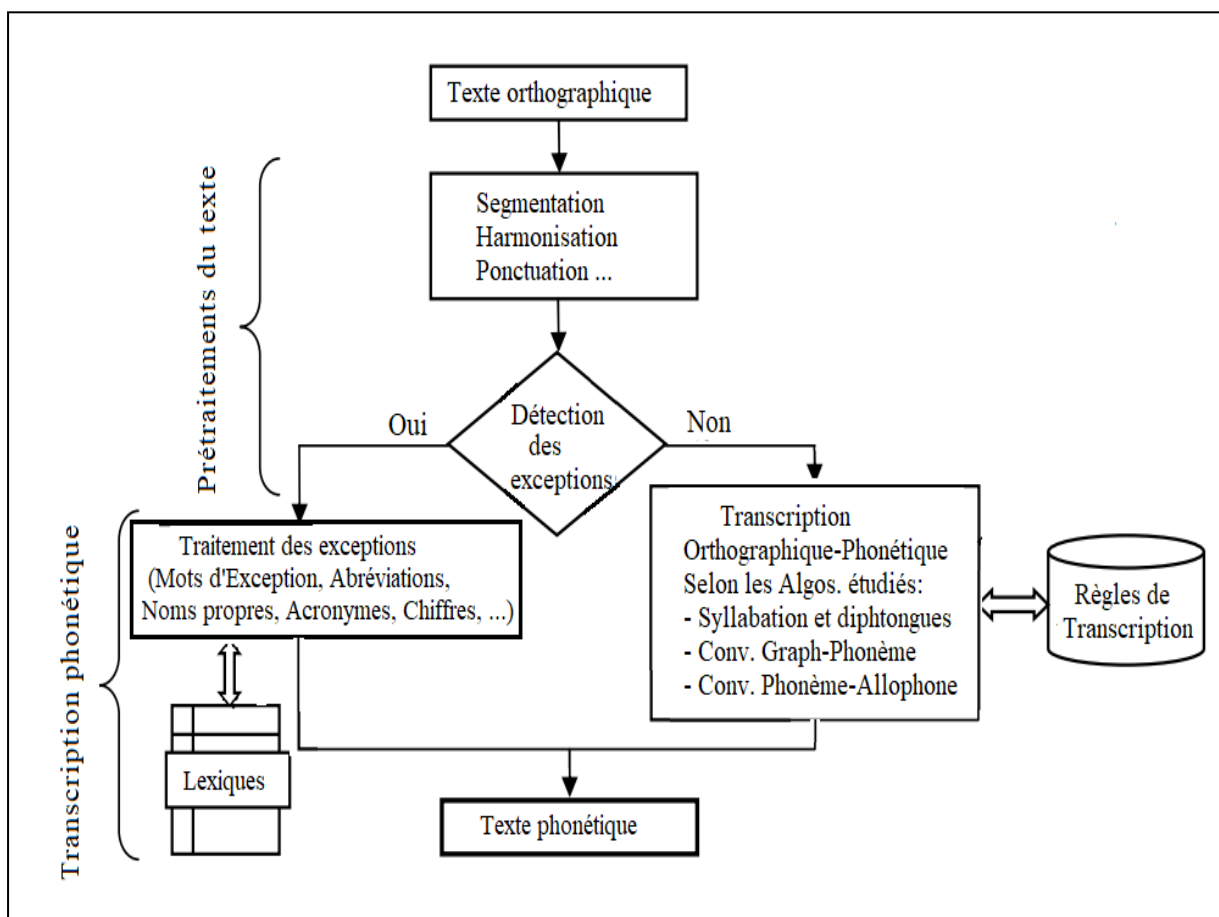 Texte orthographique
Prétraitements du texte
Segmentation
Harmonisation
Ponctuation ...
Détection
des
exceptions
Oui
Non
Transcription phonétique
Traitement des exceptions
(Mots d'Exception, Abréviations,
Noms propres, Acronymes, Chiffres, ...)
Lexiques
Transcription
Orthographique-Phonétique
Selon les Algos. étudiés:
- Syllabation et diphtongues
- Conv. Graph-Phonème
- Conv. Phonème-Allophone
Règles de
Transcription
Texte phonétique